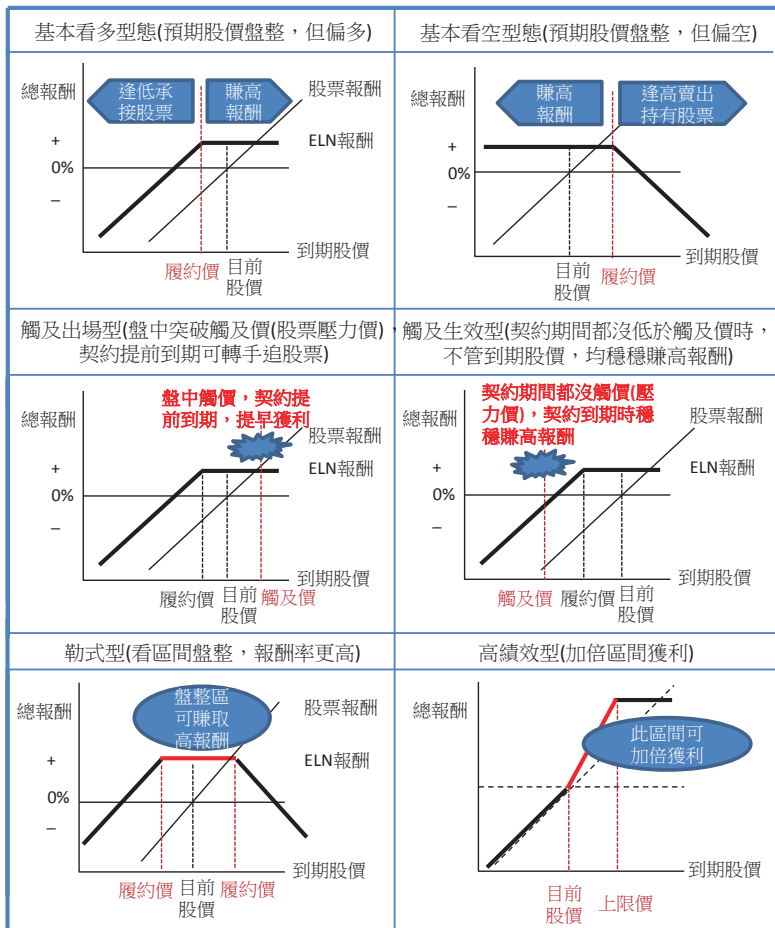 基本看多型態(預期股價盤整，但偏多)
總報酬
逢低承
接股票
賺高
報酬
股票報酬
+
ELN報酬
0%
–
到期股價
履約價
目前
股價
基本看空型態(預期股價盤整，但偏空)
總報酬
賺高
報酬
逢高賣出
持有股票
+
0%
–
到期股價
目前
股價
履約價
觸及出場型(盤中突破觸及價(股票壓力價)，
契約提前到期可轉手追股票)
盤中觸價，契約提
前到期，提早獲利
總報酬
股票報酬
+
ELN報酬
0%
–
到期股價
履約價
目前
股價
觸及價
觸及生效型(契約期間都沒低於觸及價時，
不管到期股價，均穩穩賺高報酬)
契約期間都沒觸價(壓
力價)，契約到期時穩
穩賺高報酬
總報酬
股票報酬
+
ELN報酬
0%
–
到期股價
觸及價
履約價
目前
股價
勒式型(看區間盤整，報酬率更高)
總報酬
盤整區
可賺取
高報酬
股票報酬
+
ELN報酬
0%
–
到期股價
履約價
目前
股價
履約價
高績效型(加倍區間獲利)
總報酬
此區間可
加倍獲利
到期股價
目前
股價
上限價